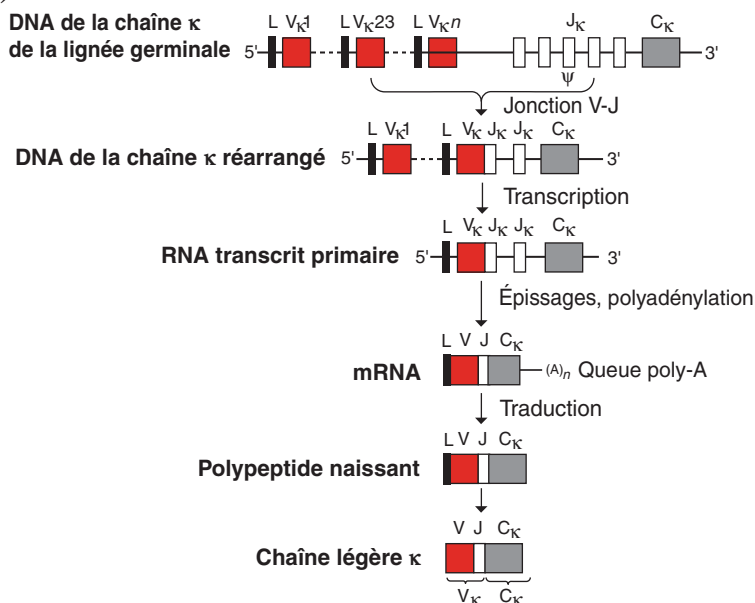 DNA de la chaîne κ
de la lignée germinale
L Vκ1 L Vκ23 L Vκn Jκ Cκ
5' 3'
ψ
Jonction V-J
L Vκ1 L Vκ Jκ Jκ Cκ
DNA de la chaîne κ réarrangé 5' 3'
Transcription
L Vκ Jκ Jκ Cκ
RNA transcrit primaire 5' 3'
Épissages, polyadénylation
L V J Cκ
mRNA (A)n Queue poly-A
Traduction
L V J Cκ
Polypeptide naissant
V J Cκ
Chaîne légère κ
Vκ Cκ